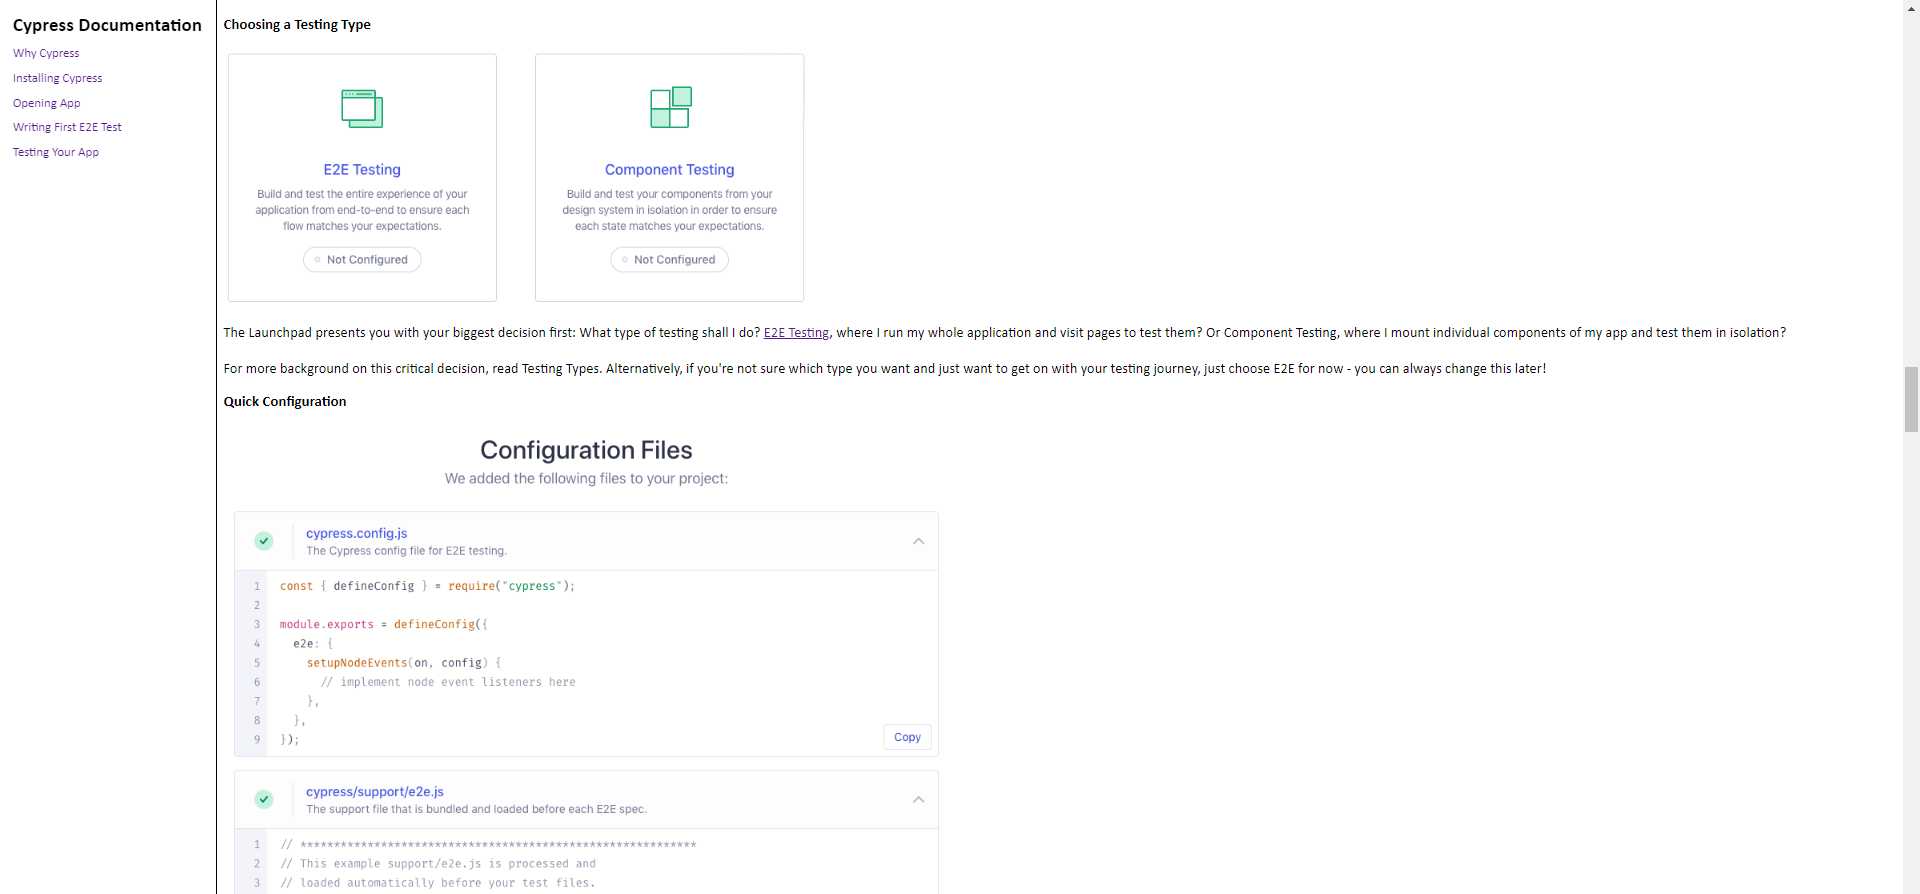 Cypress Documentation
Why Cypress
Installing Cypress
Opening App
Writing First E2E Test
Testing Your App
Choosing a Testing Type
E2E Testing
Build and test the entire experience of your
application from end-to-end to ensure each
flow matches your expectations.
Not Configured
Component Testing
Build and test your components from your
design system in isolation in order to ensure
each state matches your expectations.
Not Configured
The Launchpad presents you with your biggest decision first: What type of testing shall I do? E2E Testing, where I run my whole application and visit pages to test them? Or Component Testing, where I mount individual components of my app and test them in isolation?
For more background on this critical decision, read Testing Types. Alternatively, if you're not sure which type you want and just want to get on with your testing journey, just choose E2E for now - you can always change this later!
Quick Configuration
Configuration Files
We added the following files to your project:
cypress.config.js
The Cypress config file for E2E testing.
1 const { defineConfig } = require("cypress");
2
3 module.exports = defineConfig({
4   e2e: {
5     setupNodeEvents(on, config) {
6       // implement node event listeners here
7     },
8   },
9 });
Copy
cypress/support/e2e.js
The support file that is bundled and loaded before each E2E spec.
1 // ***********************************************************
2 // This example support/e2e.js is processed and
3 // loaded automatically before your test files.